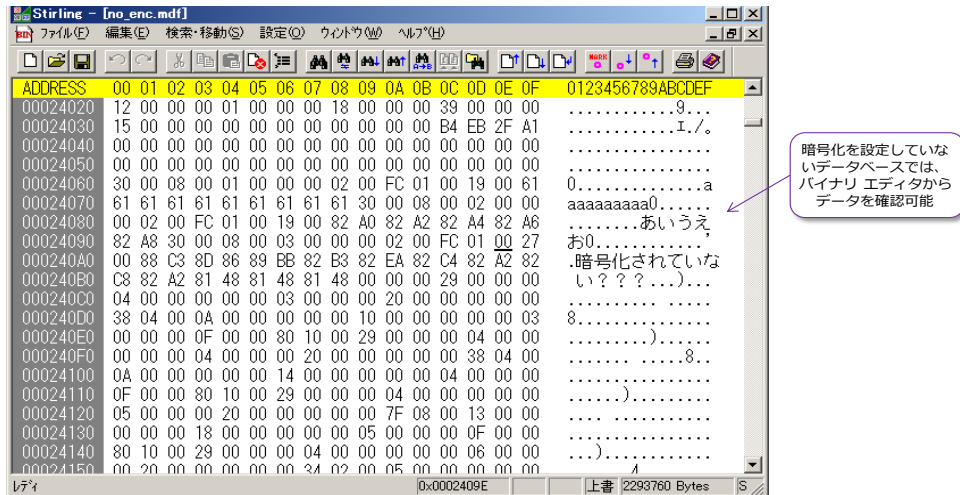 Stirling - [no_enc.mdf]
ファイル(F) 編集(E) 検索・移動(S) 設定(O) ウィンドウ(W) ヘルプ(H)
ADDRESS 00 01 02 03 04 05 06 07 08 09 0A 0B 0C 0D 0E 0F 0123456789ABCDEF
00024020 12 00 00 00 01 00 00 00 18 00 00 00 39 00 00 00 ............9...
00024030 15 00 00 00 00 00 00 00 00 00 00 00 B4 EB 2F A1 ............ｴ./。
00024040 00 00 00 00 00 00 00 00 00 00 00 00 00 00 00 00 ................
00024050 00 00 00 00 00 00 00 00 00 00 00 00 00 00 00 00 ................
00024060 30 00 08 00 01 00 00 00 02 00 FC 01 00 19 00 61 0..............a
00024070 61 61 61 61 61 61 61 61 61 30 00 08 00 02 00 00 aaaaaaaaa0......
00024080 00 02 00 FC 01 00 19 00 82 A0 82 A2 82 A4 82 A6 ........あいうえ
00024090 82 A8 30 00 08 00 03 00 00 00 02 00 FC 01 00 27 お0............'
000240A0 00 88 C3 8D 86 89 BB 82 B3 82 EA 82 C4 82 A2 82 .暗号化されていな
000240B0 C8 82 A2 81 48 81 48 81 48 00 00 00 29 00 00 00 い？？？...)...
000240C0 04 00 00 00 00 00 03 00 00 00 20 00 00 00 00 00 .......... .....
000240D0 38 04 00 0A 00 00 00 00 00 10 00 00 00 00 00 03 8...............
000240E0 00 00 00 0F 00 00 80 10 00 29 00 00 00 04 00 00 .........)......
000240F0 00 00 00 04 00 00 00 20 00 00 00 00 00 38 04 00 ....... .....8..
00024100 0A 00 00 00 00 00 14 00 00 00 00 00 04 00 00 00 ................
00024110 0F 00 00 80 10 00 29 00 00 00 04 00 00 00 00 00 ......).........
00024120 05 00 00 00 20 00 00 00 00 00 7F 08 00 13 00 00 .... ...........
00024130 00 00 00 18 00 00 00 00 00 05 00 00 00 0F 00 00 ................
00024140 80 10 00 29 00 00 00 04 00 00 00 00 00 06 00 00 ...)............
00024150 00 20 00 00 00 00 00 34 02 00 05 00 00 00 00 00
暗号化を設定していな
いデータベースでは、
バイナリ エディタから
データを確認可能
ﾚﾃﾞｨ 0x0002409E 上書 2293760 Bytes S